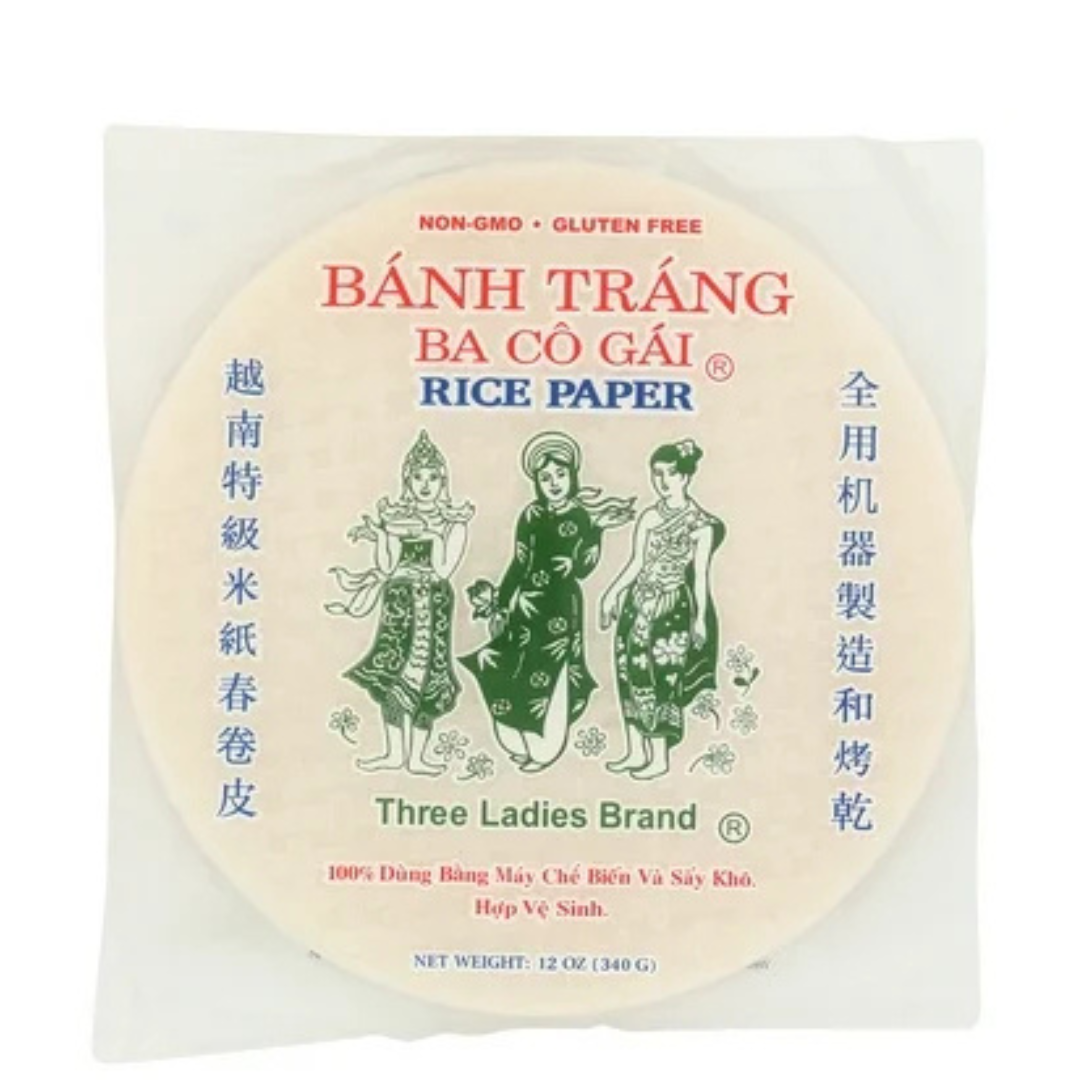 NON-GMO • GLUTEN FREE
BÁNH TRÁNG
BA CÔ GÁI ®
RICE PAPER
越南特級米紙春卷皮
全用机器製造和烤乾
Three Ladies Brand ®
100% Dùng Bằng Máy Chế Biến Và Sấy Khô.
Hợp Vệ Sinh.
NET WEIGHT: 12 OZ (340 G)